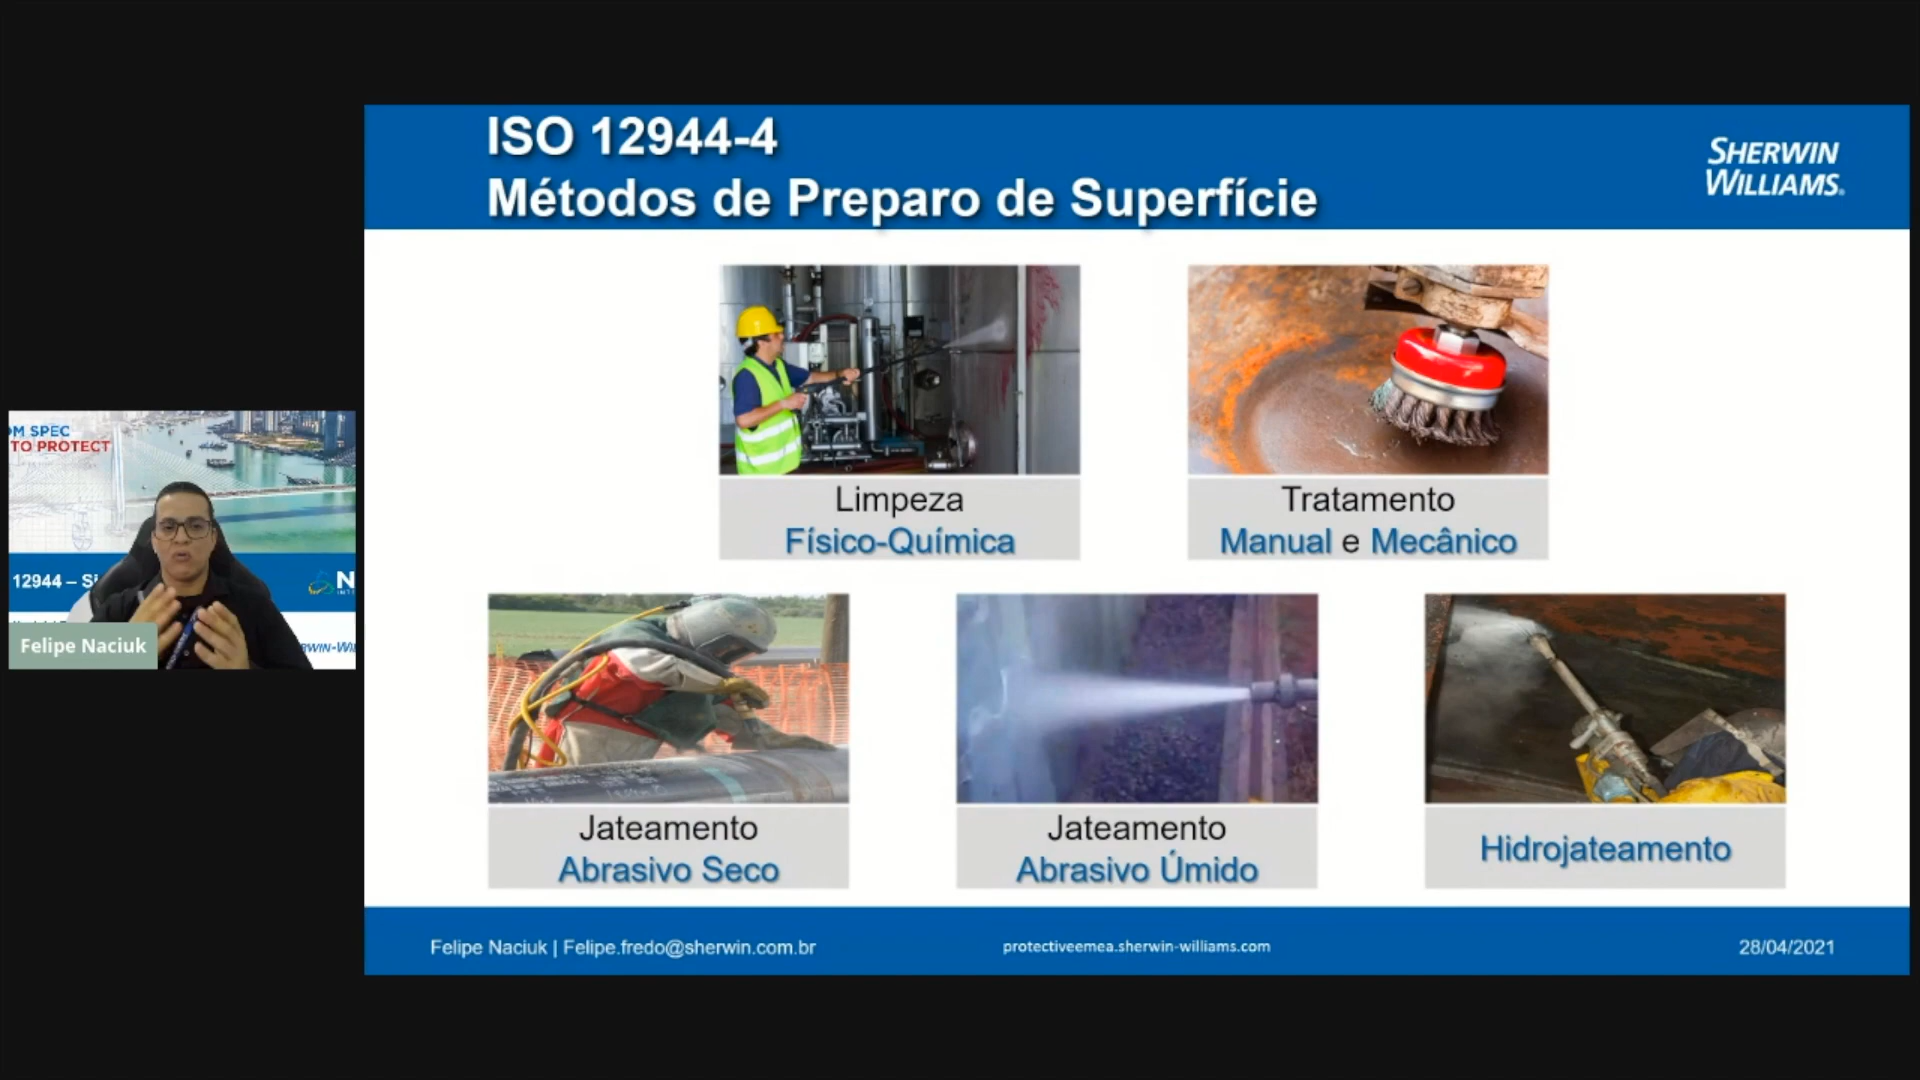 ISO 12944-4
Métodos de Preparo de Superfície
SHERWIN
WILLIAMS.
Limpeza
Físico-Química
Tratamento
Manual e Mecânico
Jateamento
Abrasivo Seco
Jateamento
Abrasivo Úmido
Hidrojateamento
Felipe Naciuk | Felipe.fredo@sherwin.com.br
protectiveemea.sherwin-williams.com
28/04/2021
M SPEC
TO PROTECT
12944 – Si
N
Felipe Naciuk